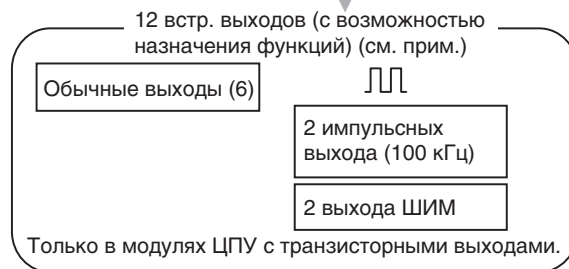 12 встр. выходов (с возможностью
назначения функций) (см. прим.)
Обычные выходы (6)
2 импульсных
выхода (100 кГц)
2 выхода ШИМ
Только в модулях ЦПУ с транзисторными выходами.